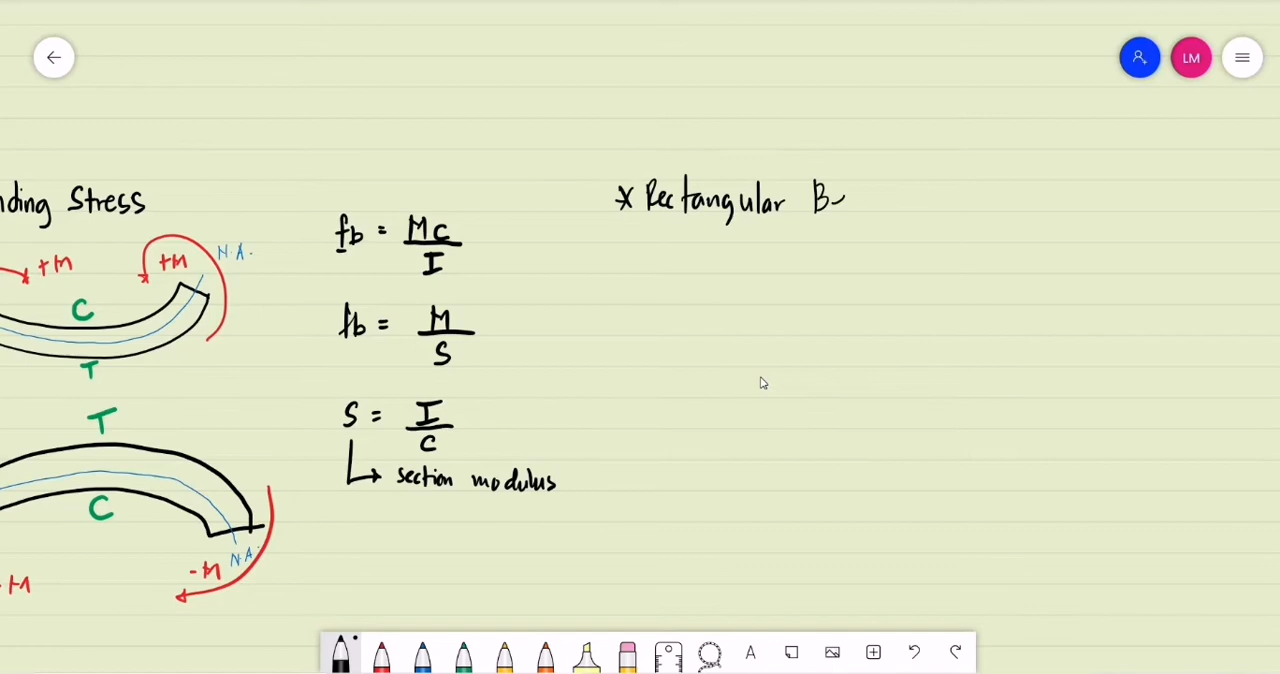 nding Stress
+M
+M
N.A.
C
T
T
C
-M
N.A.
+M
fb = Mc
I
fb = M
S
S = I
C
section modulus
* Rectangular B
LM
A